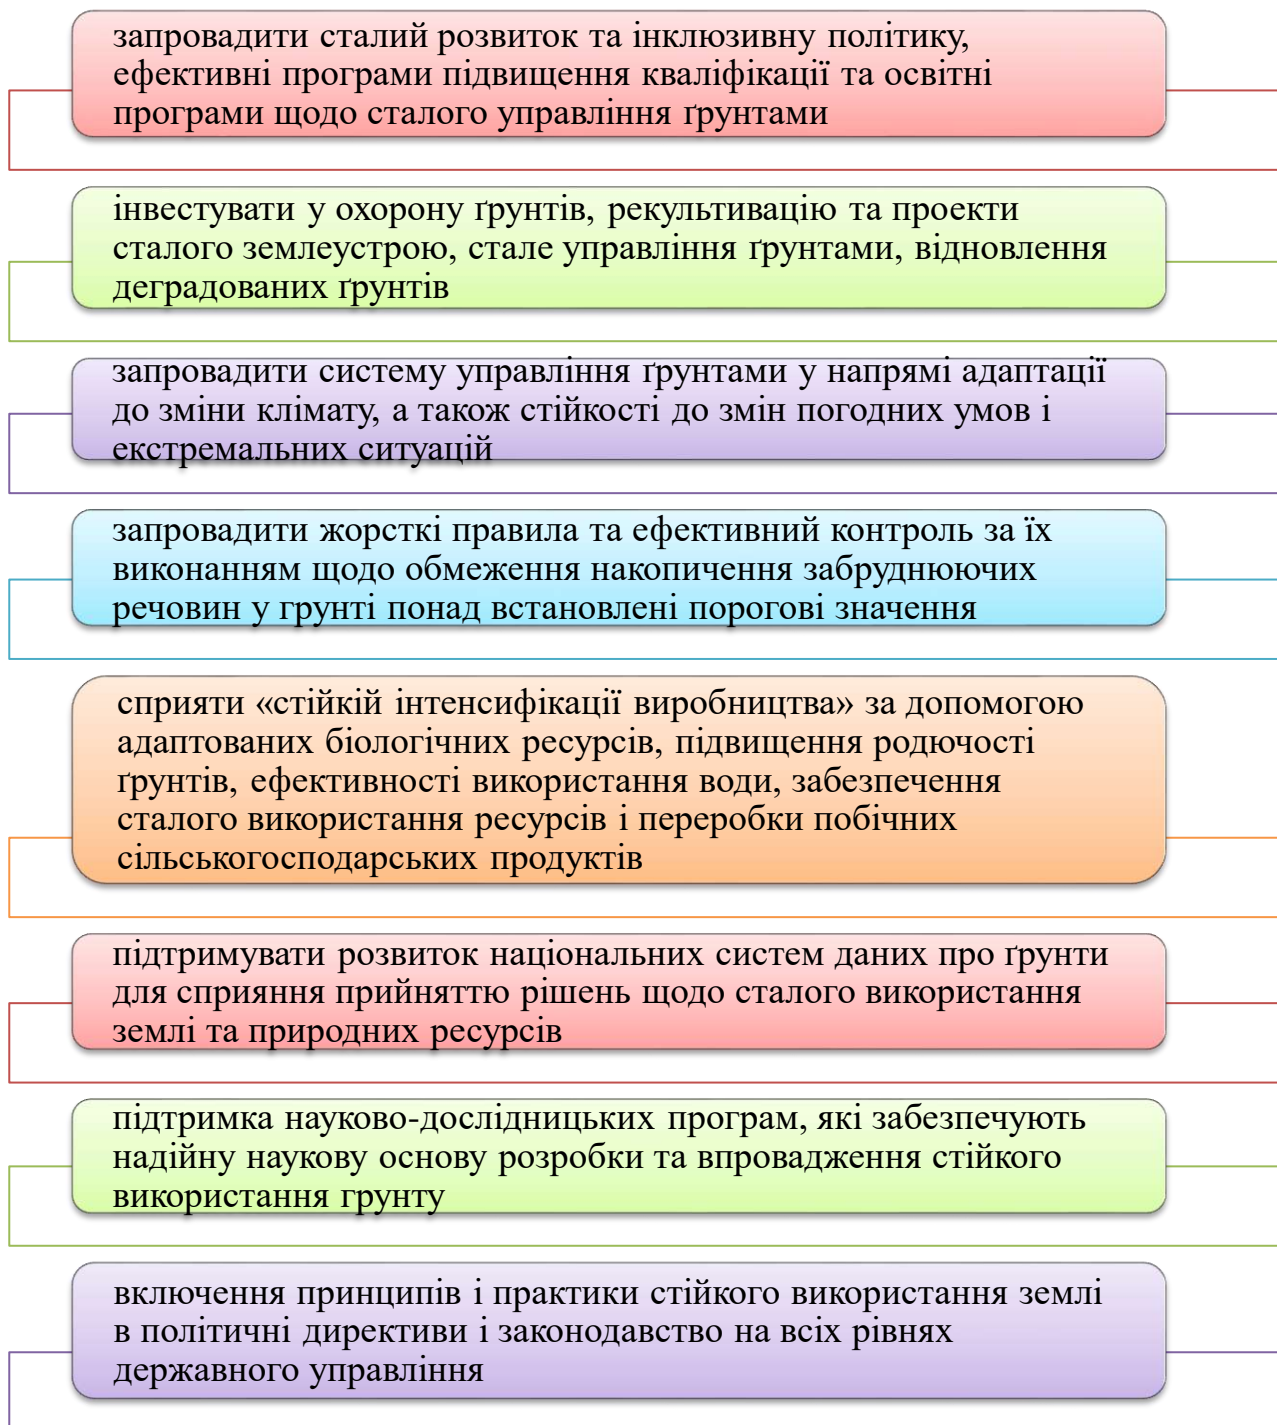 запровадити сталий розвиток та інклюзивну політику,
ефективні програми підвищення кваліфікації та освітні
програми щодо сталого управління ґрунтами
інвестувати у охорону ґрунтів, рекультивацію та проекти
сталого землеустрою, стале управління ґрунтами, відновлення
деградованих ґрунтів
запровадити систему управління ґрунтами у напрямі адаптації
до зміни клімату, а також стійкості до змін погодних умов і
екстремальних ситуацій
запровадити жорсткі правила та ефективний контроль за їх
виконанням щодо обмеження накопичення забруднюючих
речовин у грунті понад встановлені порогові значення
сприяти «стійкій інтенсифікації виробництва» за допомогою
адаптованих біологічних ресурсів, підвищення родючості
ґрунтів, ефективності використання води, забезпечення
сталого використання ресурсів і переробки побічних
сільськогосподарських продуктів
підтримувати розвиток національних систем даних про ґрунти
для сприяння прийняттю рішень щодо сталого використання
землі та природних ресурсів
підтримка науково-дослідницьких програм, які забезпечують
надійну наукову основу розробки та впровадження стійкого
використання грунту
включення принципів і практики стійкого використання землі
в політичні директиви і законодавство на всіх рівнях
державного управління